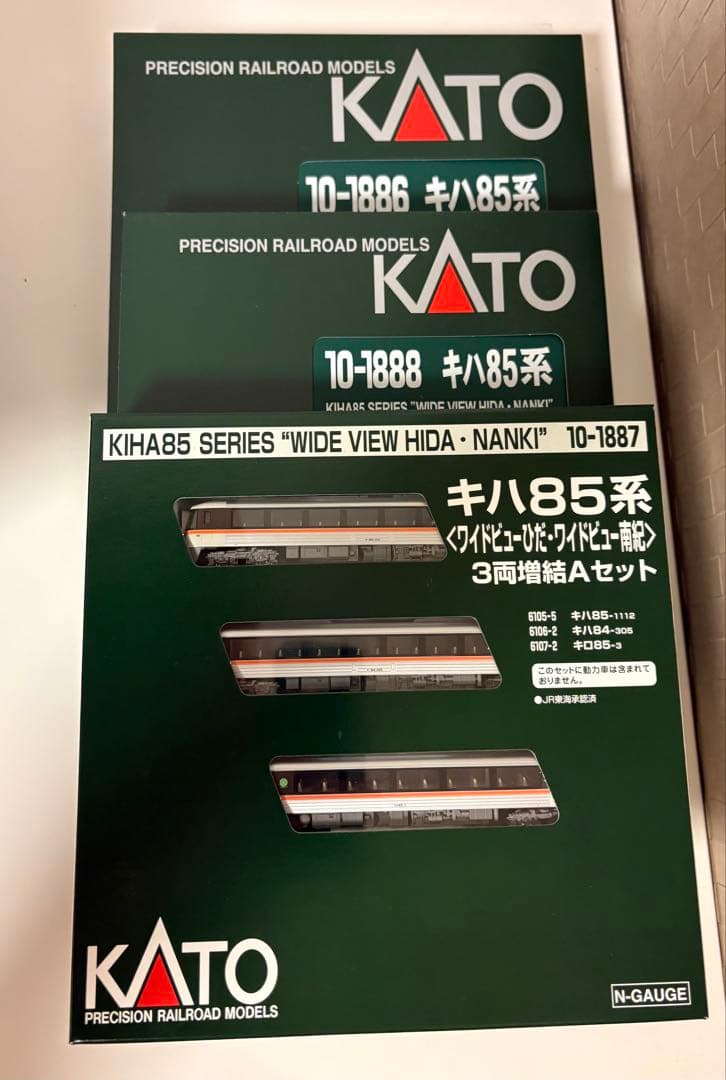 PRECISION RAILROAD MODELS
KATO
10-1886 キハ85系
PRECISION RAILROAD MODELS
KATO
10-1888 キハ85系
KIHA85 SERIES "WIDE VIEW HIDA・NANKI"
KIHA85 SERIES "WIDE VIEW HIDA・NANKI" 10-1887
キハ85系
〈ワイドビューひだ・ワイドビュー南紀〉
3両増結Aセット
6105-5 キハ85-1112
6106-2 キハ84-305
6107-2 キロ85-3
このセットに動力車は含まれて
おりません。
●JR東海承認済
KATO
PRECISION RAILROAD MODELS
N-GAUGE